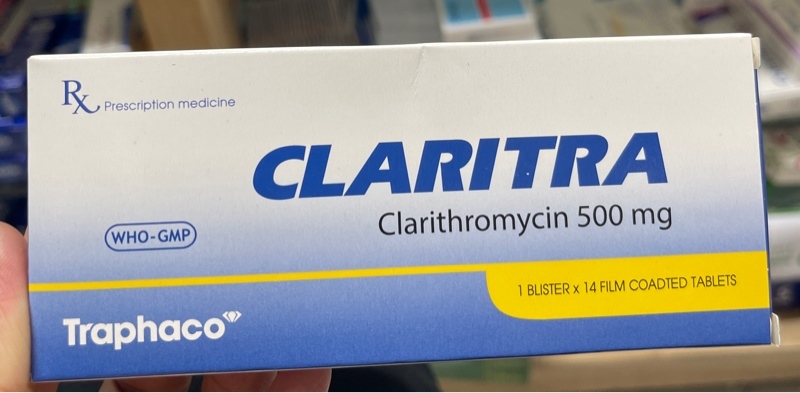 Rx Prescription medicine
CLARITRA
Clarithromycin 500 mg
WHO-GMP
1 BLISTER x 14 FILM COADTED TABLETS
Traphaco